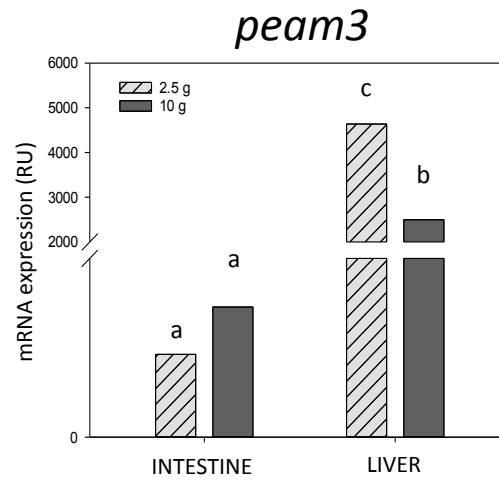 peam3
6000
5000
4000
3000
2000
0
mRNA expression (RU)
2.5 g
10 g
a
a
c
b
INTESTINE
LIVER